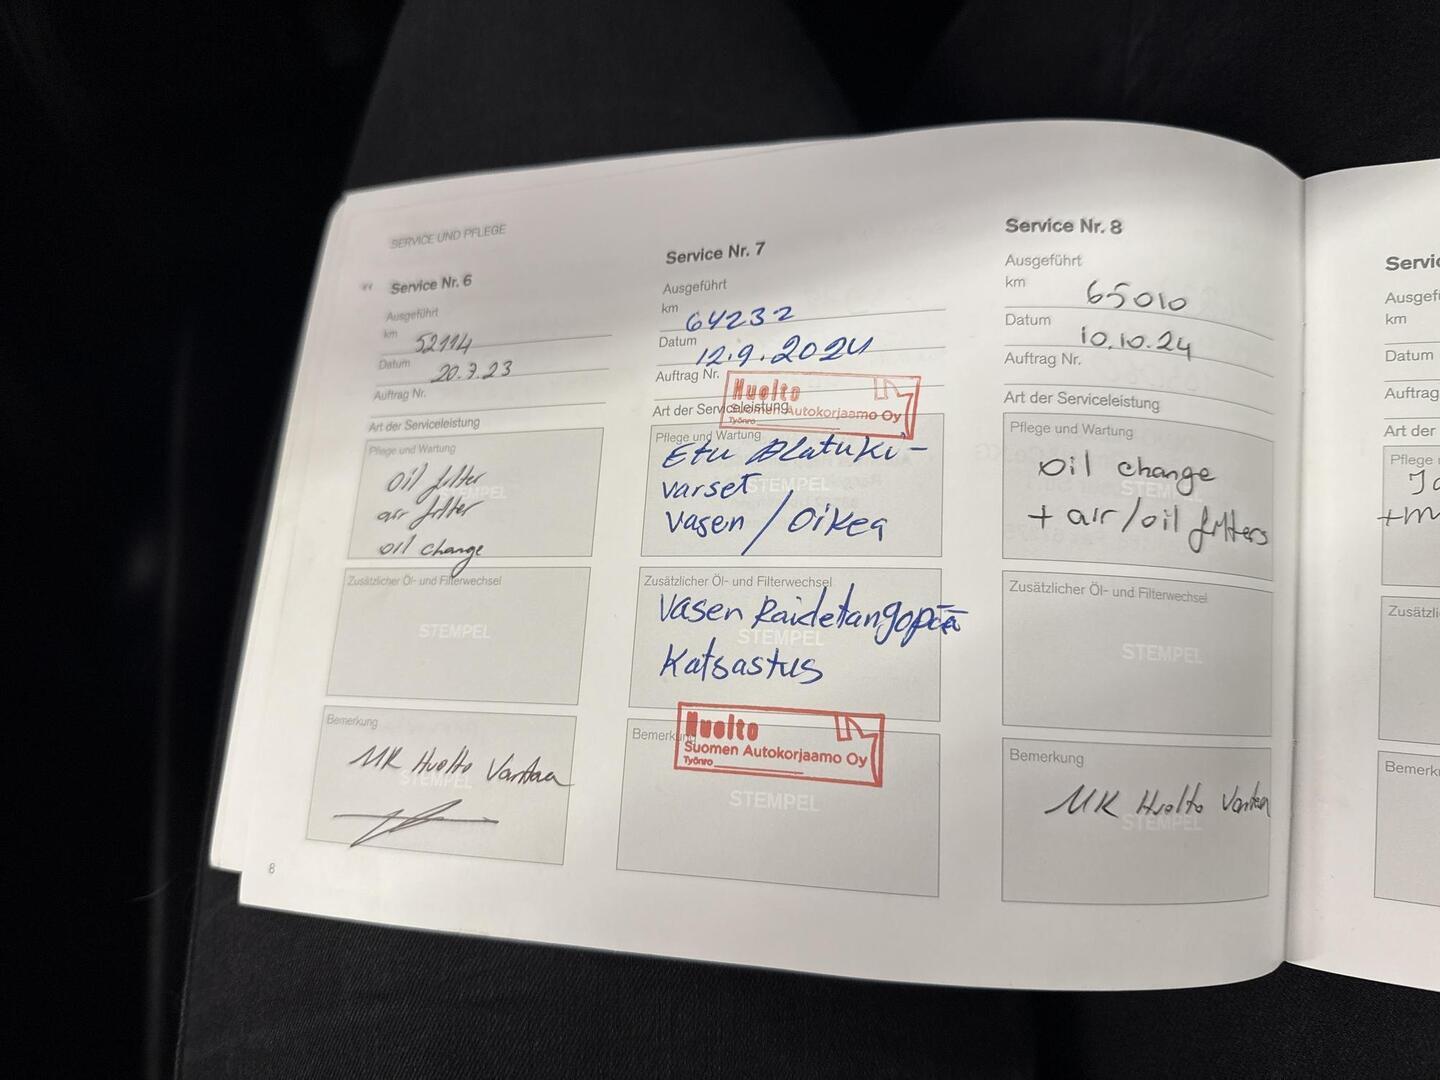 SERVICE UND PFLEGE
Service Nr. 6
Ausgeführt
km 52114
Datum 20.7.23
Auftrag Nr.
Art der Serviceleistung
Pflege und Wartung
oil filter
air filter
oil change
Zusätzlicher Öl- und Filterwechsel
STEMPEL
Bemerkung
MK Huolto Vantaa
8
Service Nr. 7
Ausgeführt
km 64232
Datum 12.9.2024
Auftrag Nr.
Huolto
Suomen Autokorjaamo Oy
Työnro
Art der Serviceleistung
Pflege und Wartung
Etu Alatuki-
varset
STEMPEL
Vasen / Oikea
Zusätzlicher Öl- und Filterwechsel
Vasen Raidetangopää
STEMPEL
Katsastus
Bemerkung
Huolto
Suomen Autokorjaamo Oy
Työnro
STEMPEL
Service Nr. 8
Ausgeführt
km 65010
Datum 10.10.24
Auftrag Nr.
Art der Serviceleistung
Pflege und Wartung
oil change
STEMPEL
+ air/oil filters
Zusätzlicher Öl- und Filterwechsel
STEMPEL
Bemerkung
MK Huolto Vantaa
STEMPEL
Ausgef
km
Datum
Auftrag
Art der
Pflege